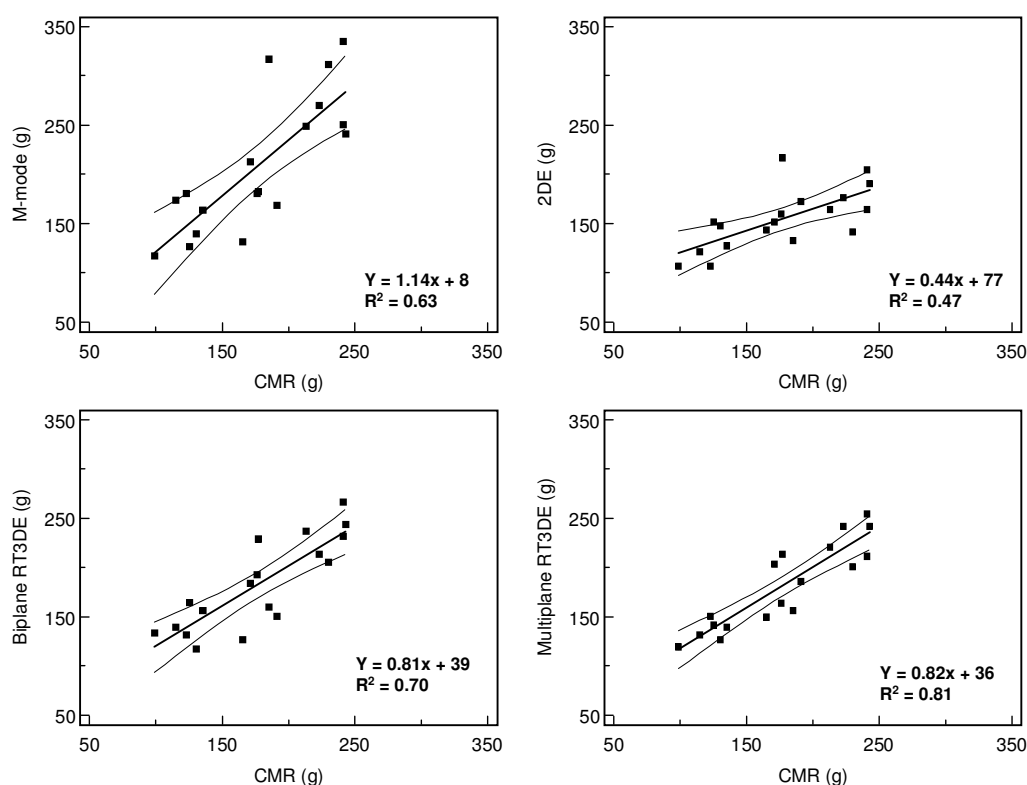 350
250
150
50
M-mode (g)
Y = 1.14x + 8
R² = 0.63
50 150 250 350
CMR (g)
350
250
150
50
2DE (g)
Y = 0.44x + 77
R² = 0.47
50 150 250 350
CMR (g)
350
250
150
50
Biplane RT3DE (g)
Y = 0.81x + 39
R² = 0.70
50 150 250 350
CMR (g)
350
250
150
50
Multiplane RT3DE (g)
Y = 0.82x + 36
R² = 0.81
50 150 250 350
CMR (g)